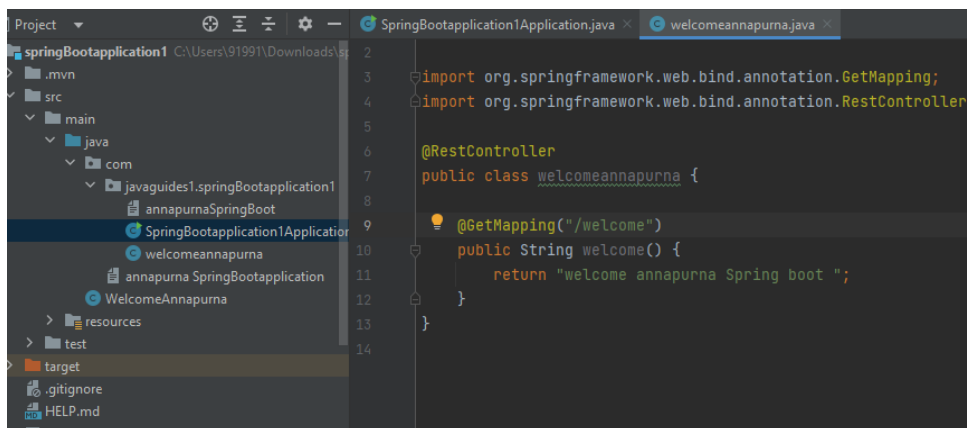 Project
SpringBootapplication1Application.java
welcomeannapurna.java
springBootapplication1 C:\Users\91991\Downloads\sp
.mvn
src
main
java
com
javaguides1.springBootapplication1
annapurnaSpringBoot
SpringBootapplication1Application
welcomeannapurna
annapurna SpringBootapplication
WelcomeAnnapurna
resources
test
target
.gitignore
HELP.md
2
3 import org.springframework.web.bind.annotation.GetMapping;
4 import org.springframework.web.bind.annotation.RestController
5
6 @RestController
7 public class welcomeannapurna {
8
9 @GetMapping("/welcome")
10 public String welcome() {
11 return "welcome annapurna Spring boot ";
12 }
13 }
14